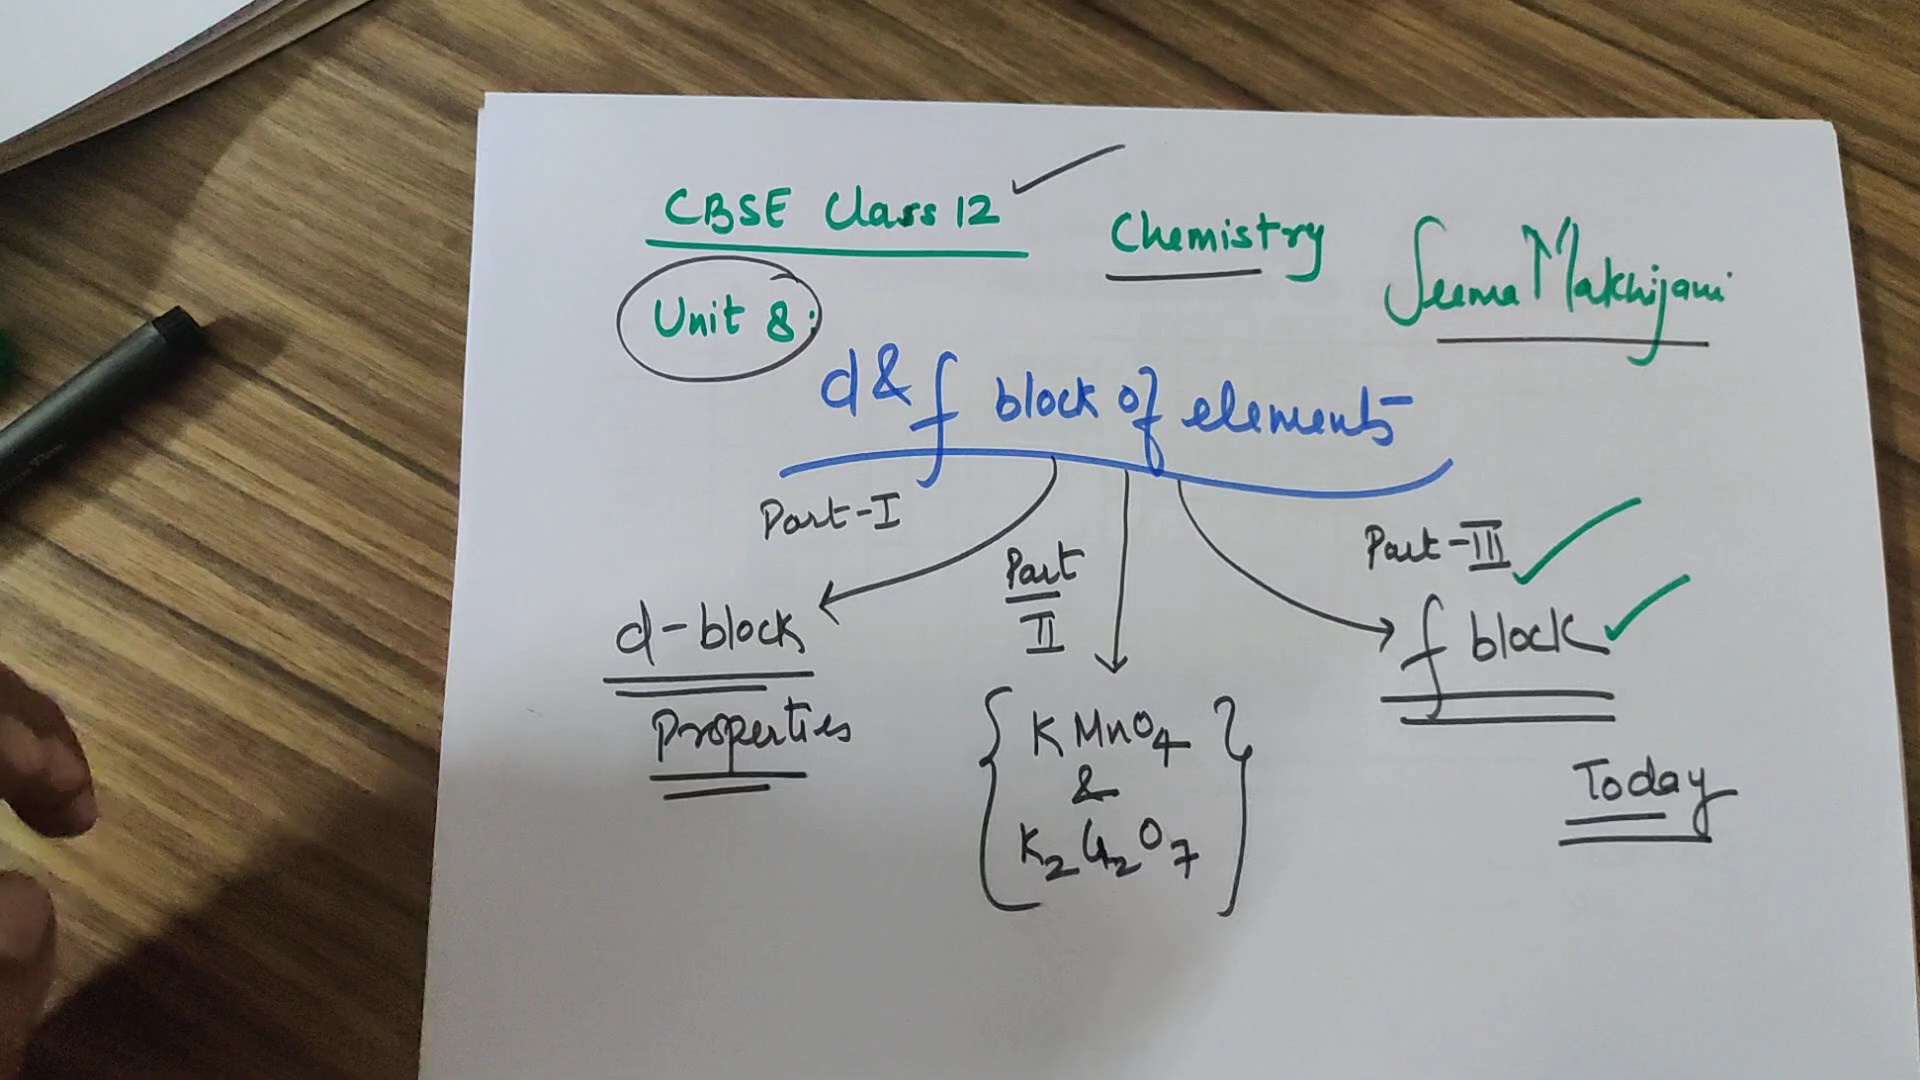 CBSE Class 12
Chemistry
Seema Makhijani
Unit 8:
d & f block of elements
Part-I
d-block
Properties
Part
II
KMnO4
&
K2Cr2O7
Part-III
f block
Today